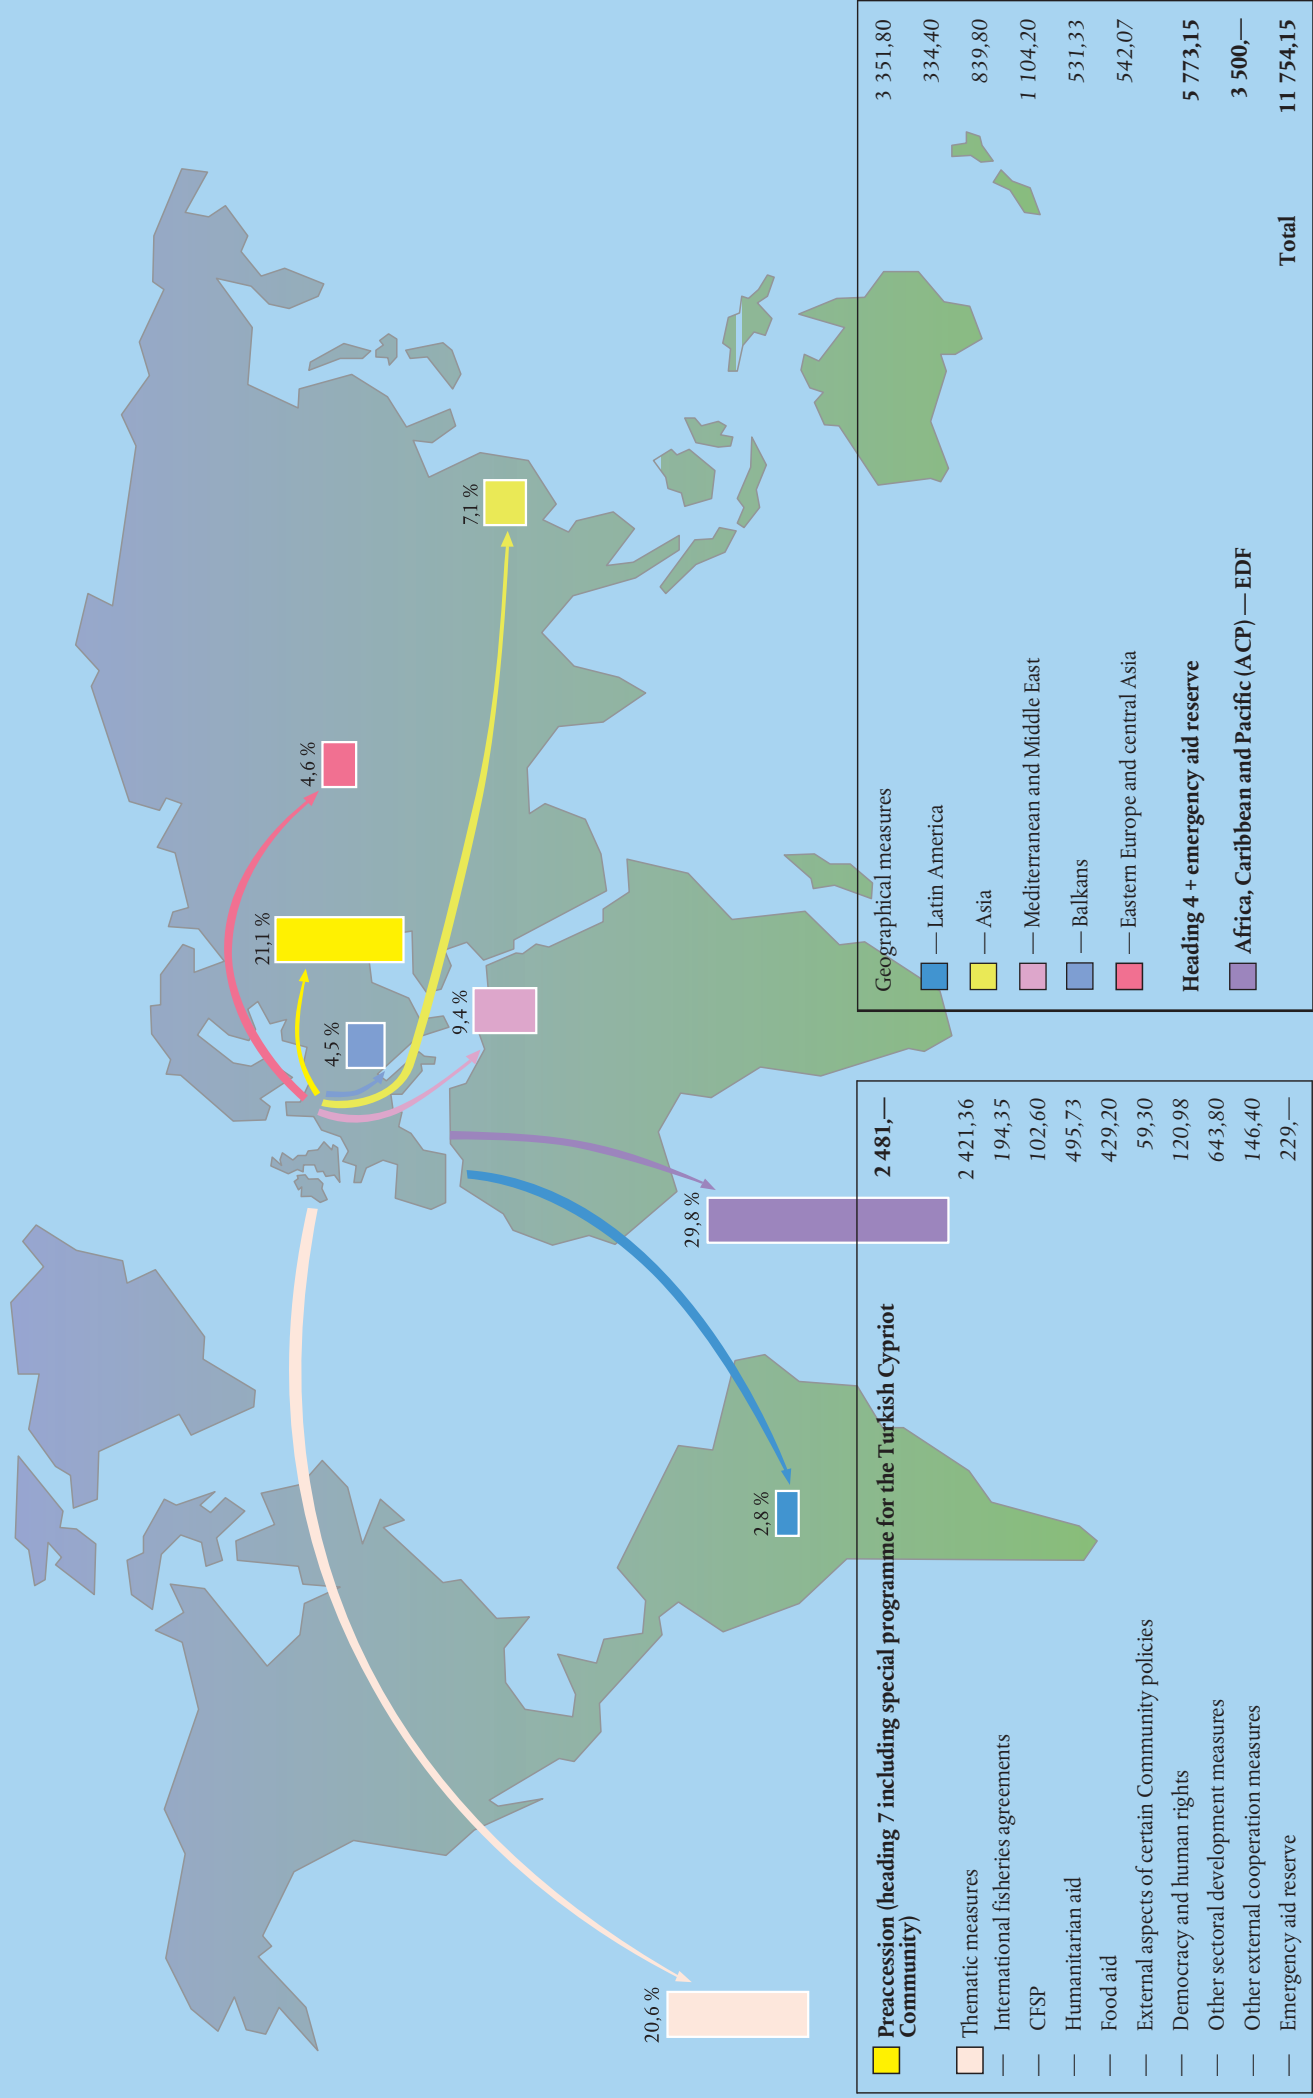 20,6 %
2,8 %
29,8 %
9,4 %
4,5 %
21,1 %
4,6 %
7,1 %
Preaccession (heading 7 including special programme for the Turkish Cypriot 2 481,—
Community)
Thematic measures 2 421,36
— International fisheries agreements 194,35
— CFSP 102,60
— Humanitarian aid 495,73
— Food aid 429,20
— External aspects of certain Community policies 59,30
— Democracy and human rights 120,98
— Other sectoral development measures 643,80
— Other external cooperation measures 146,40
— Emergency aid reserve 229,—
Geographical measures 3 351,80
— Latin America 334,40
— Asia 839,80
— Mediterranean and Middle East 1 104,20
— Balkans 531,33
— Eastern Europe and central Asia 542,07
Heading 4 + emergency aid reserve 5 773,15
Africa, Caribbean and Pacific (ACP) — EDF 3 500,—
Total 11 754,15